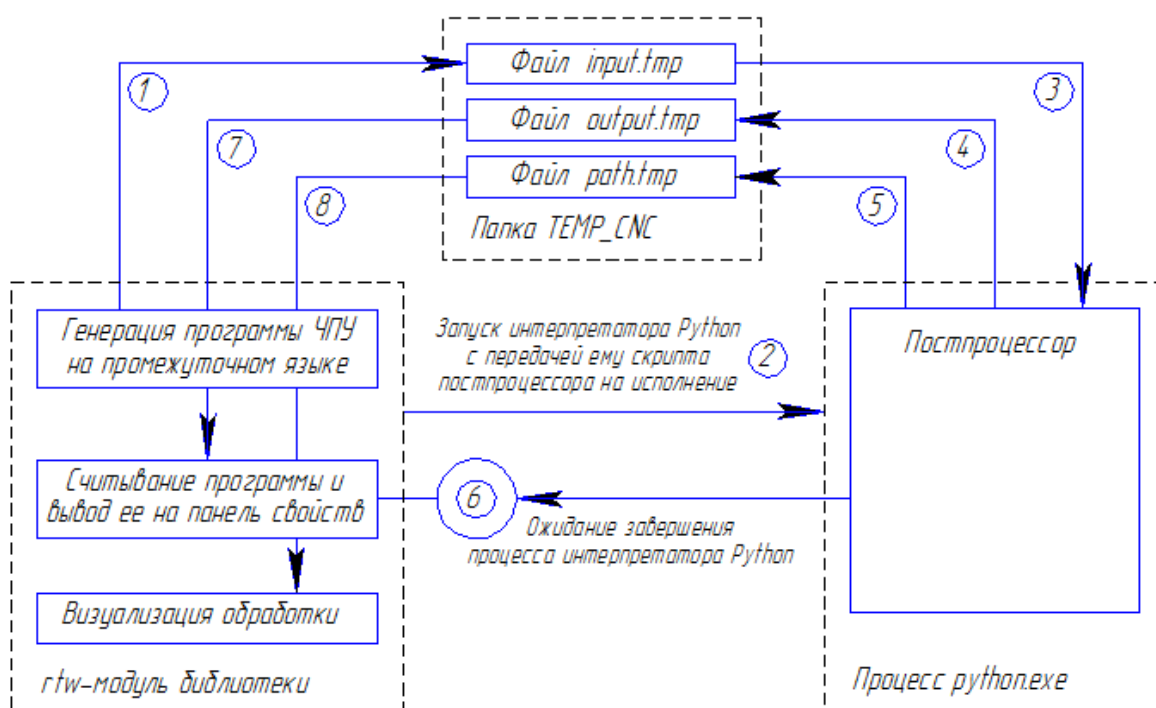 Файл input.tmp
1
3
Файл output.tmp
7
4
Файл path.tmp
8
5
Папка TEMP_CNC
Генерация программы ЧПУ
на промежуточном языке
Запуск интерпретатора Python
с передачей ему скрипта
постпроцессора на исполнение
2
Постпроцессор
Считывание программы и
вывод ее на панель свойств
6
Ожидание завершения
процесса интерпретатора Python
Визуализация обработки
rtw-модуль библиотеки
Процесс python.exe